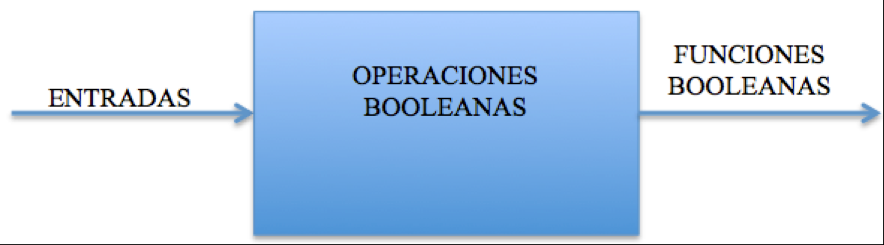 ENTRADAS
OPERACIONES
BOOLEANAS
FUNCIONES
BOOLEANAS